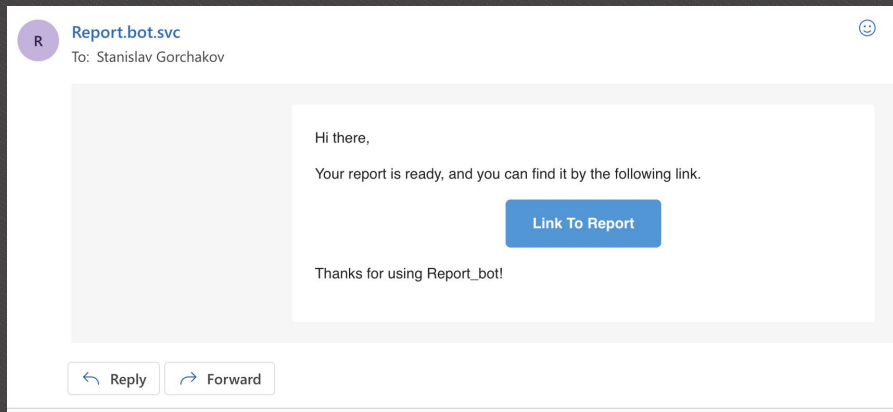 R
Report.bot.svc
To: Stanislav Gorchakov
Hi there,
Your report is ready, and you can find it by the following link.
Link To Report
Thanks for using Report_bot!
Reply
Forward